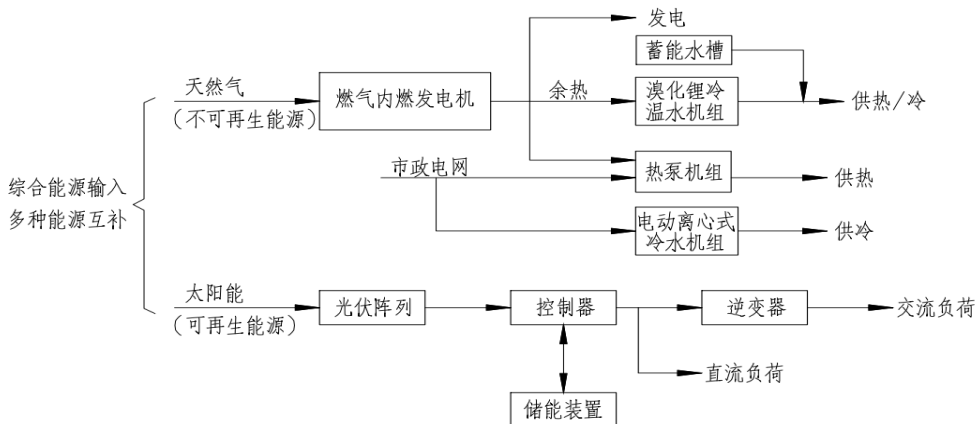 发电
蓄能水槽
天然气
燃气内燃发电机
余热
溴化锂冷
温水机组
供热/冷
(不可再生能源)
市政电网
热泵机组
供热
综合能源输入
多种能源互补
电动离心式
冷水机组
供冷
太阳能
光伏阵列
控制器
逆变器
交流负荷
(可再生能源)
直流负荷
储能装置